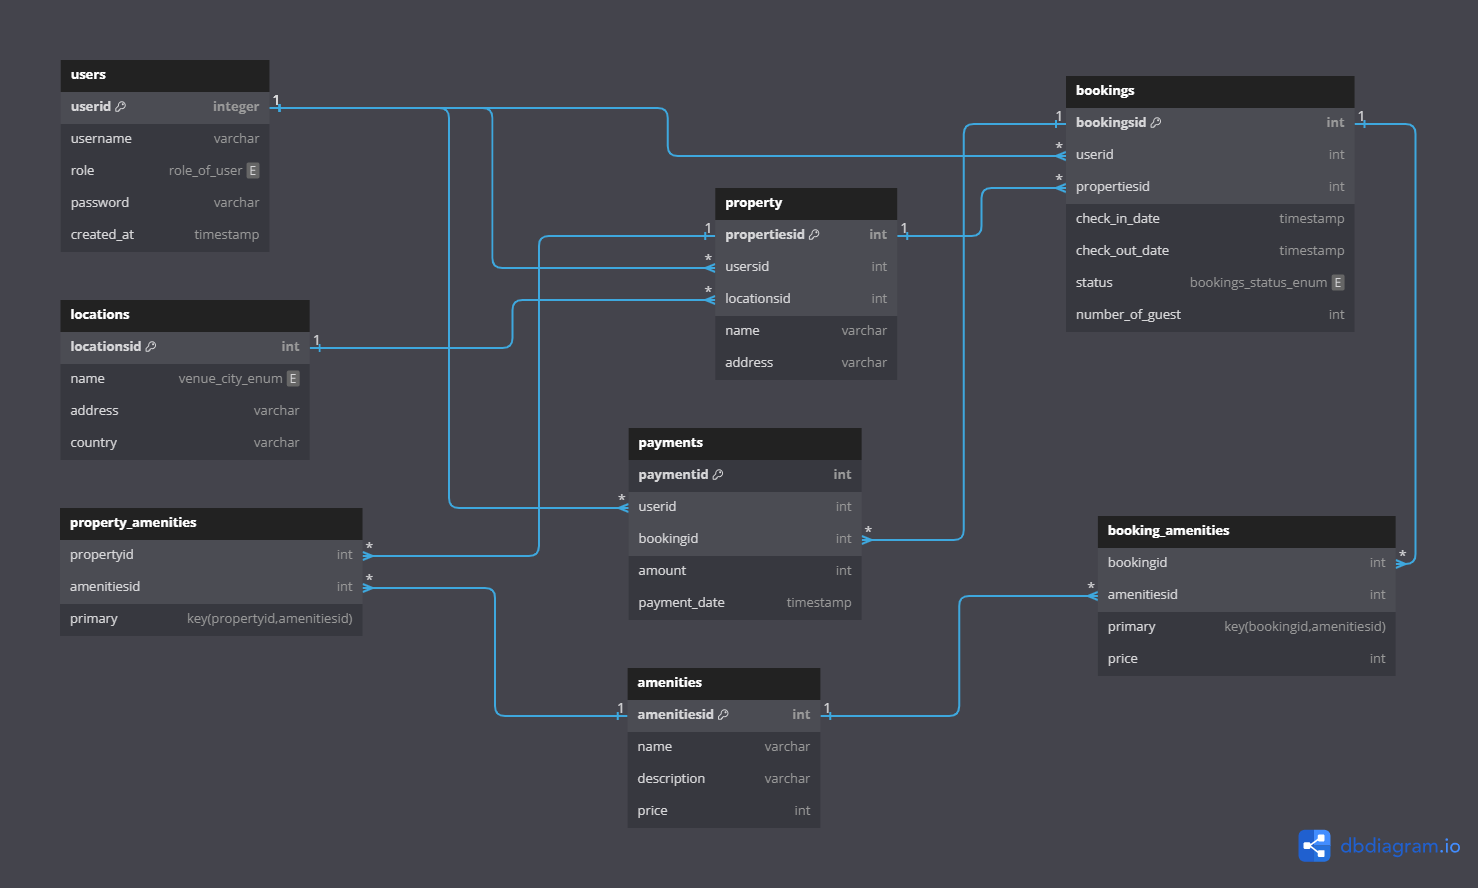 users
userid integer
username varchar
role role_of_user E
password varchar
created_at timestamp
1
locations
locationsid int
name venue_city_enum E
address varchar
country varchar
1
property_amenities
propertyid int
amenitiesid int
primary key(propertyid,amenitiesid)
*
*
property
propertiesid int
usersid int
locationsid int
name varchar
address varchar
1
*
*
1
payments
paymentid int
userid int
bookingid int
amount int
payment_date timestamp
*
*
amenities
amenitiesid int
name varchar
description varchar
price int
1
1
bookings
bookingsid int
userid int
propertiesid int
check_in_date timestamp
check_out_date timestamp
status bookings_status_enum E
number_of_guest int
1
*
*
1
booking_amenities
bookingid int
amenitiesid int
primary key(bookingid,amenitiesid)
price int
*
*
dbdiagram.io